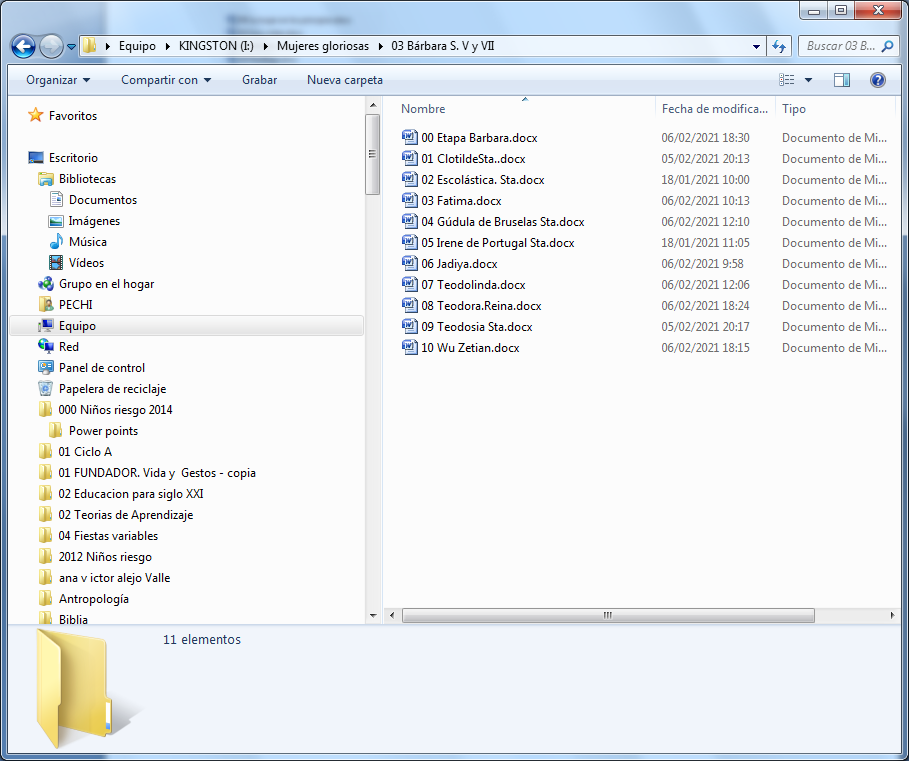 Equipo ▸ KINGSTON (I:) ▸ Mujeres gloriosas ▸ 03 Bárbara S. V y VII
Buscar 03 B...
Organizar Compartir con Grabar Nueva carpeta
Favoritos
Escritorio
Bibliotecas
Documentos
Imágenes
Música
Vídeos
Grupo en el hogar
PECHI
Equipo
Red
Panel de control
Papelera de reciclaje
000 Niños riesgo 2014
Power points
01 Ciclo A
01 FUNDADOR. Vida y  Gestos - copia
02 Educacion para siglo XXI
02 Teorias de Aprendizaje
04 Fiestas variables
2012 Niños riesgo
ana v ictor alejo Valle
Antropología
Biblia
Nombre Fecha de modifica... Tipo
00 Etapa Barbara.docx 06/02/2021 18:30 Documento de Mi...
01 ClotildeSta..docx 05/02/2021 20:13 Documento de Mi...
02 Escolástica. Sta.docx 18/01/2021 10:00 Documento de Mi...
03 Fatima.docx 06/02/2021 10:13 Documento de Mi...
04 Gúdula de Bruselas Sta.docx 06/02/2021 12:10 Documento de Mi...
05 Irene de Portugal Sta.docx 18/01/2021 11:05 Documento de Mi...
06 Jadiya.docx 06/02/2021 9:58 Documento de Mi...
07 Teodolinda.docx 06/02/2021 12:06 Documento de Mi...
08 Teodora.Reina.docx 06/02/2021 18:24 Documento de Mi...
09 Teodosia Sta.docx 05/02/2021 20:17 Documento de Mi...
10 Wu Zetian.docx 06/02/2021 18:15 Documento de Mi...
11 elementos